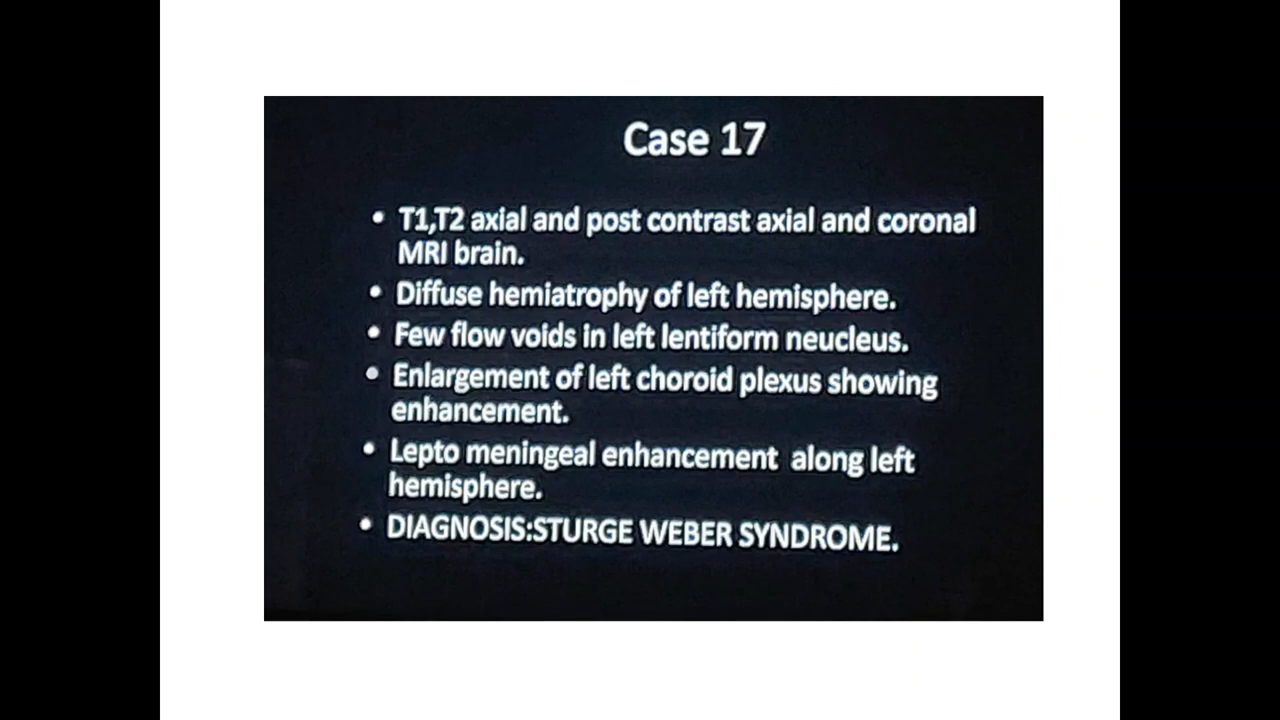 Case 17
• T1,T2 axial and post contrast axial and coronal
MRI brain.
• Diffuse hemiatrophy of left hemisphere.
• Few flow voids in left lentiform neucleus.
• Enlargement of left choroid plexus showing
enhancement.
• Lepto meningeal enhancement along left
hemisphere.
• DIAGNOSIS:STURGE WEBER SYNDROME.